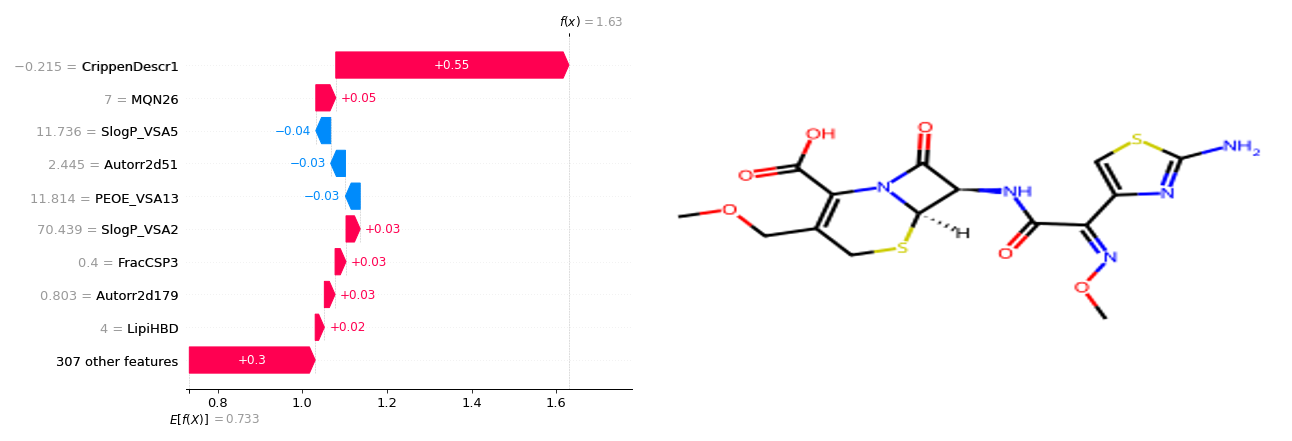 f(x) = 1.63
−0.215 = CrippenDescr1
+0.55
7 = MQN26
+0.05
11.736 = SlogP_VSA5
−0.04
2.445 = Autorr2d51
−0.03
11.814 = PEOE_VSA13
−0.03
70.439 = SlogP_VSA2
+0.03
0.4 = FracCSP3
+0.03
0.803 = Autorr2d179
+0.03
4 = LipiHBD
+0.02
307 other features
+0.3
0.8 1.0 1.2 1.4 1.6
E[f(X)] = 0.733
O
OH
O
S
NH₂
O
N
NH
N
O
H
S
O
N
O